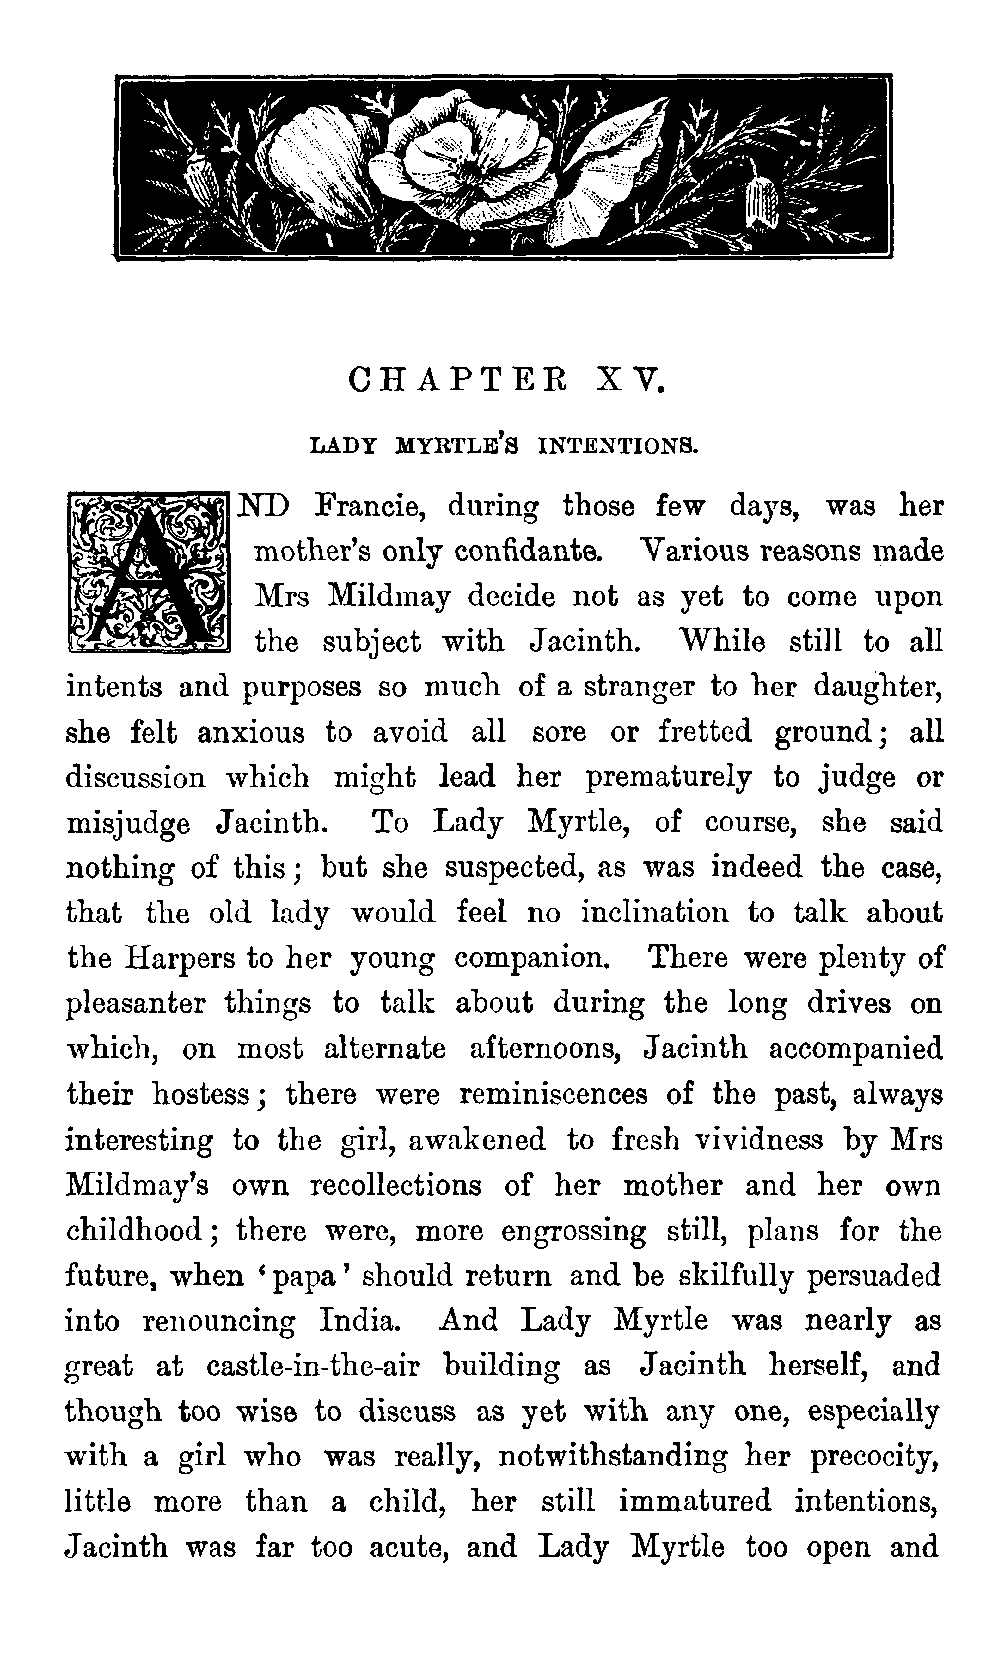 CHAPTER XV.
LADY MYRTLE'S INTENTIONS.
AND Francie, during those few days, was her
mother's only confidante. Various reasons made
Mrs Mildmay decide not as yet to come upon
the subject with Jacinth. While still to all
intents and purposes so much of a stranger to her daughter,
she felt anxious to avoid all sore or fretted ground; all
discussion which might lead her prematurely to judge or
misjudge Jacinth. To Lady Myrtle, of course, she said
nothing of this; but she suspected, as was indeed the case,
that the old lady would feel no inclination to talk about
the Harpers to her young companion. There were plenty of
pleasanter things to talk about during the long drives on
which, on most alternate afternoons, Jacinth accompanied
their hostess; there were reminiscences of the past, always
interesting to the girl, awakened to fresh vividness by Mrs
Mildmay's own recollections of her mother and her own
childhood; there were, more engrossing still, plans for the
future, when 'papa' should return and be skilfully persuaded
into renouncing India. And Lady Myrtle was nearly as
great at castle-in-the-air building as Jacinth herself, and
though too wise to discuss as yet with any one, especially
with a girl who was really, notwithstanding her precocity,
little more than a child, her still immatured intentions,
Jacinth was far too acute, and Lady Myrtle too open and